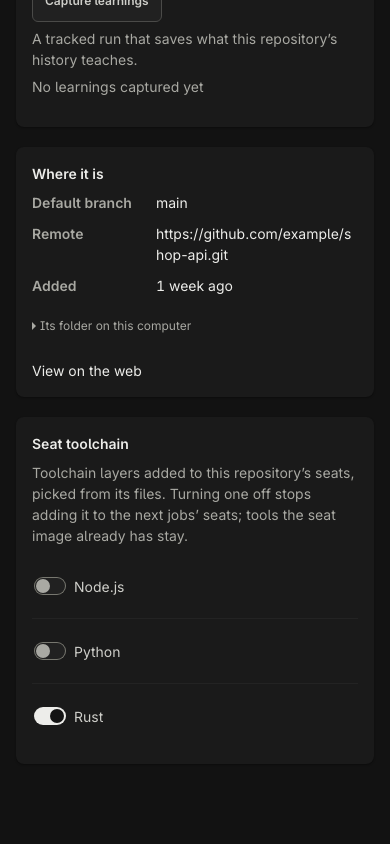 Capture learnings
A tracked run that saves what this repository's
history teaches.
No learnings captured yet
Where it is
Default branch main
Remote https://github.com/example/s
hop-api.git
Added 1 week ago
Its folder on this computer
View on the web
Seat toolchain
Toolchain layers added to this repository’s seats,
picked from its files. Turning one off stops
adding it to the next jobs’ seats; tools the seat
image already has stay.
Node.js
Python
Rust